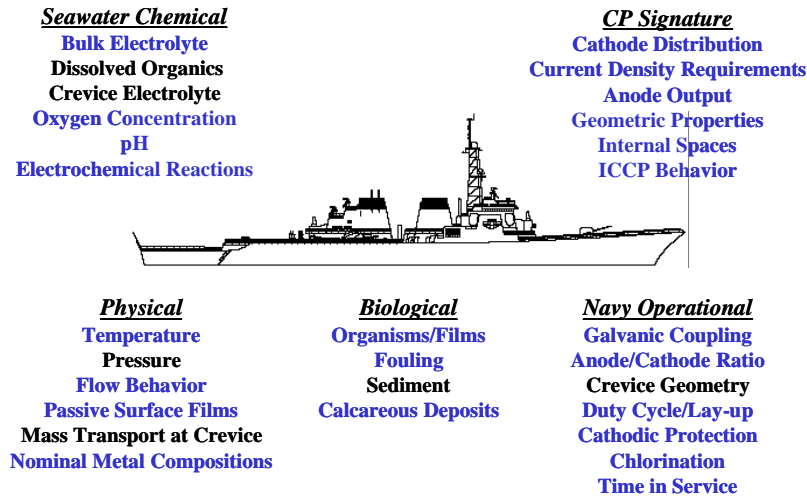 Seawater Chemical
Bulk Electrolyte
Dissolved Organics
Crevice Electrolyte
Oxygen Concentration
pH
Electrochemical Reactions
CP Signature
Cathode Distribution
Current Density Requirements
Anode Output
Geometric Properties
Internal Spaces
ICCP Behavior
Physical
Temperature
Pressure
Flow Behavior
Passive Surface Films
Mass Transport at Crevice
Nominal Metal Compositions
Biological
Organisms/Films
Fouling
Sediment
Calcareous Deposits
Navy Operational
Galvanic Coupling
Anode/Cathode Ratio
Crevice Geometry
Duty Cycle/Lay-up
Cathodic Protection
Chlorination
Time in Service